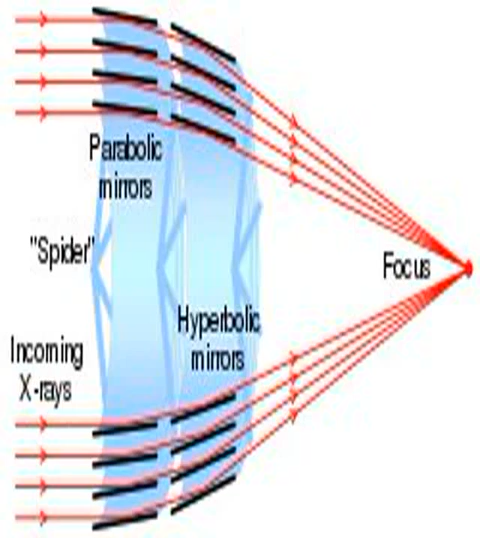 Parabolic
mirrors
"Spider"
Focus
Hyperbolic
mirrors
Incoming
X-rays